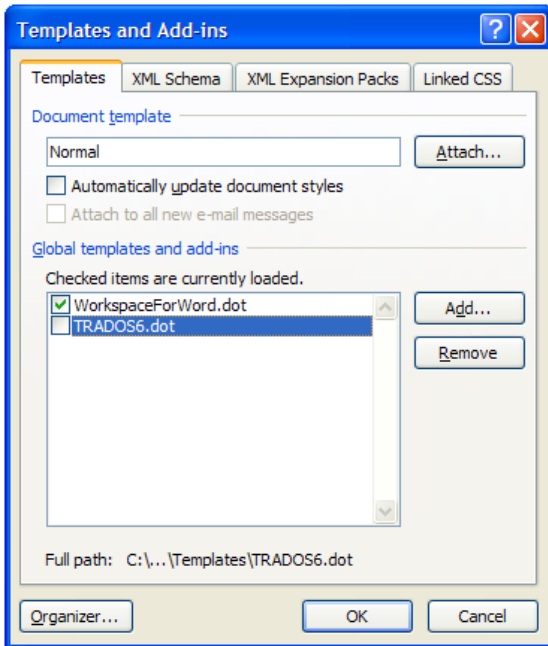 Templates and Add-ins
Templates XML Schema XML Expansion Packs Linked CSS
Document template
Normal Attach...
Automatically update document styles
Attach to all new e-mail messages
Global templates and add-ins
Checked items are currently loaded.
WorkspaceForWord.dot Add...
TRADOS6.dot
Remove
Full path: C:\...\Templates\TRADOS6.dot
Organizer... OK Cancel